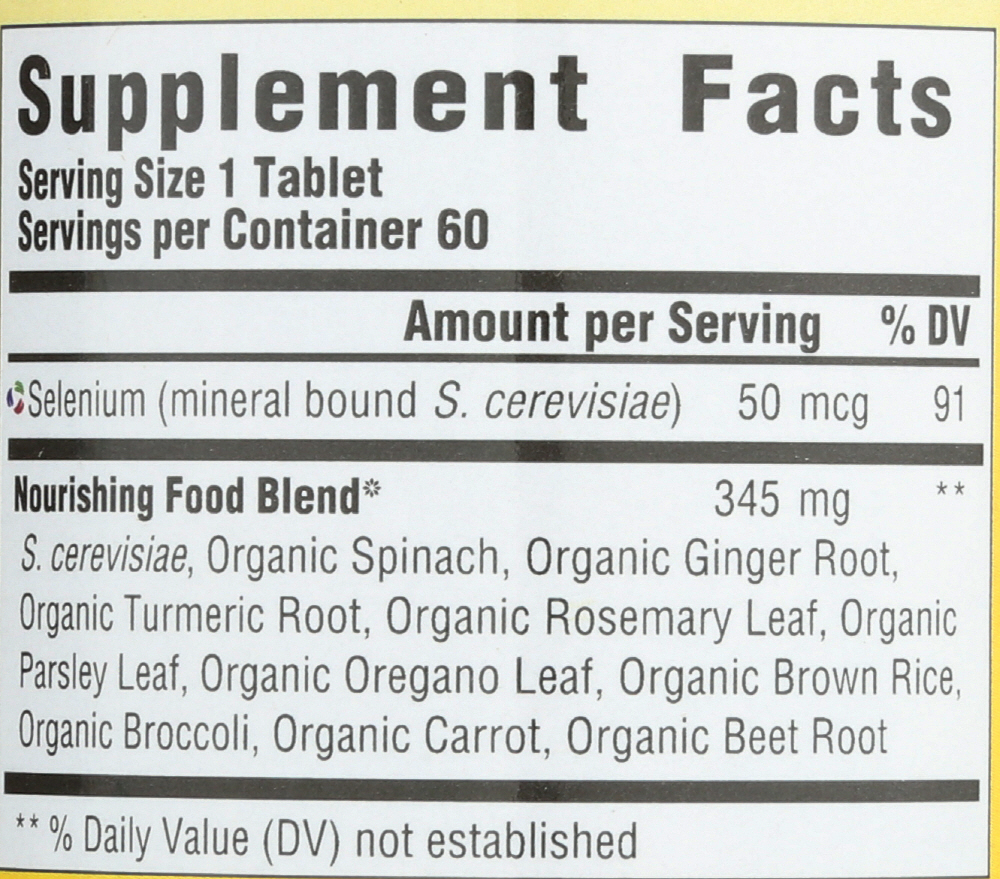 Supplement Facts
Serving Size 1 Tablet
Servings per Container 60
Amount per Serving % DV
Selenium (mineral bound S. cerevisiae) 50 mcg 91
Nourishing Food Blend* 345 mg **
S. cerevisiae, Organic Spinach, Organic Ginger Root,
Organic Turmeric Root, Organic Rosemary Leaf, Organic
Parsley Leaf, Organic Oregano Leaf, Organic Brown Rice,
Organic Broccoli, Organic Carrot, Organic Beet Root
** % Daily Value (DV) not established